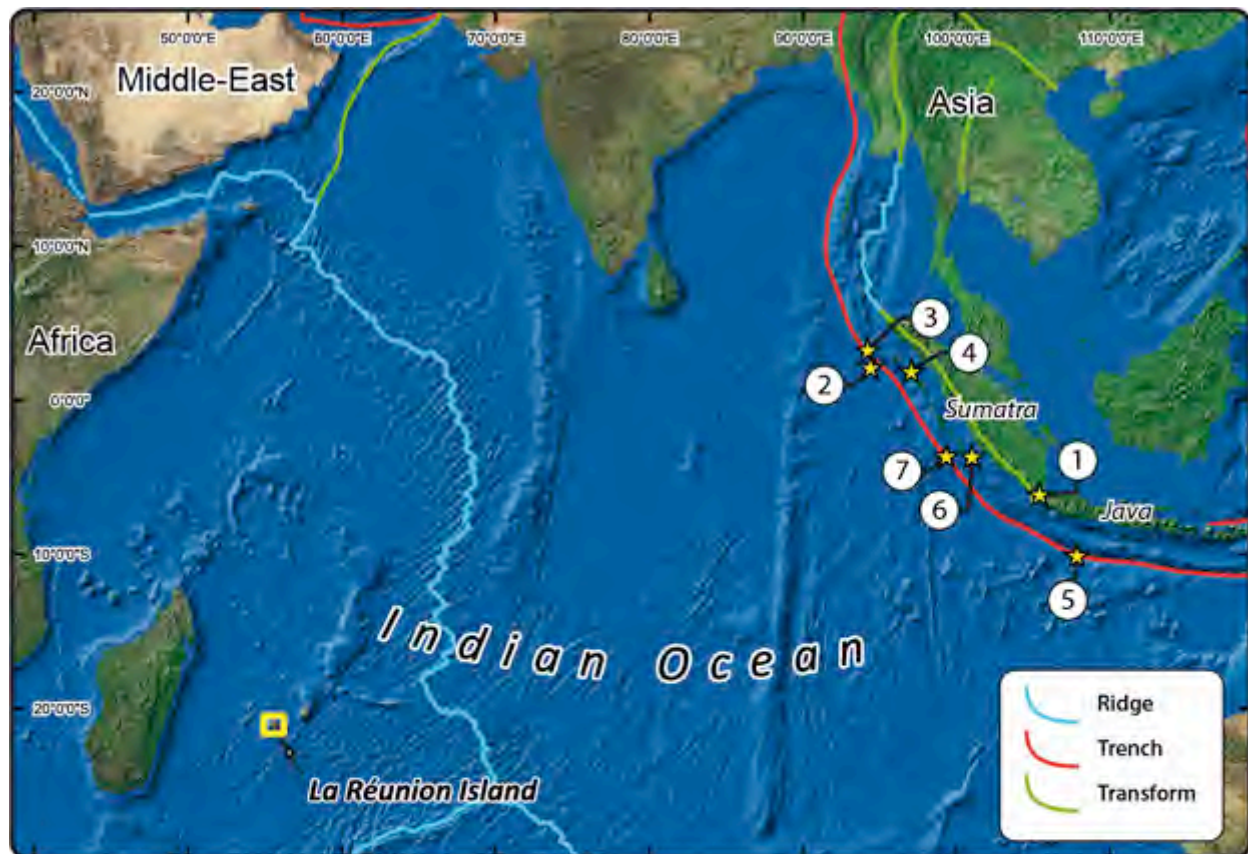 50°0'0"E 60°0'0"E 70°0'0"E 80°0'0"E 90°0'0"E 100°0'0"E 110°0'0"E
Middle-East
20°0'0"N
Asia
10°0'0"N
Africa
3
4
2
0°0'0"
Sumatra
7
1
6
Java
10°0'0"S
5
Indian Ocean
20°0'0"S
La Réunion Island
Ridge
Trench
Transform